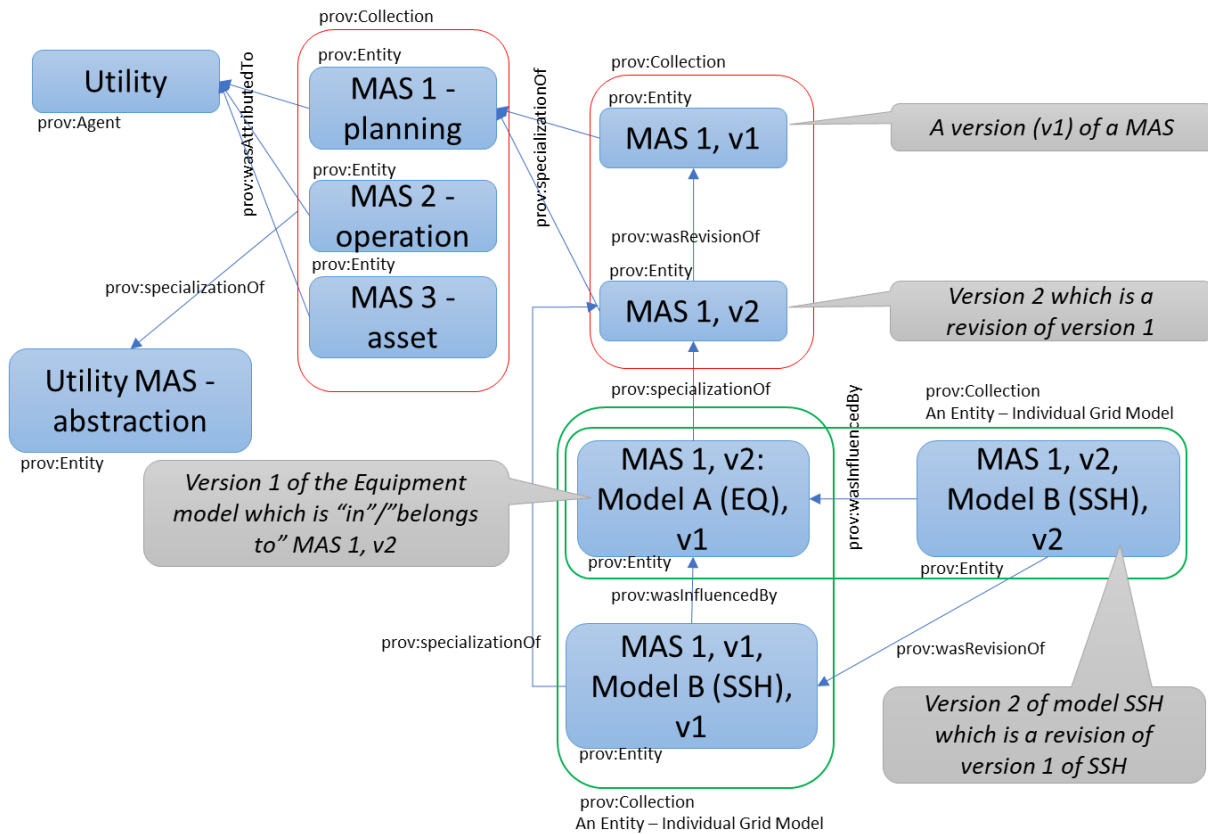 prov:Collection
prov:Entity
Utility
prov:Agent
prov:wasAttributedTo
MAS 1 -
planning
prov:Entity
MAS 2 -
operation
prov:Entity
MAS 3 -
asset
prov:specializationOf
Utility MAS -
abstraction
prov:Entity
prov:specializationOf
prov:Collection
prov:Entity
MAS 1, v1
A version (v1) of a MAS
prov:wasRevisionOf
prov:Entity
MAS 1, v2
Version 2 which is a
revision of version 1
prov:specializationOf
prov:wasInfluencedBy
prov:Collection
An Entity – Individual Grid Model
Version 1 of the Equipment
model which is “in”/”belongs
to” MAS 1, v2
MAS 1, v2:
Model A (EQ),
v1
prov:Entity
MAS 1, v2,
Model B (SSH),
v2
prov:Entity
prov:wasInfluencedBy
prov:specializationOf
MAS 1, v1,
Model B (SSH),
v1
prov:Entity
prov:wasRevisionOf
Version 2 of model SSH
which is a revision of
version 1 of SSH
prov:Collection
An Entity – Individual Grid Model